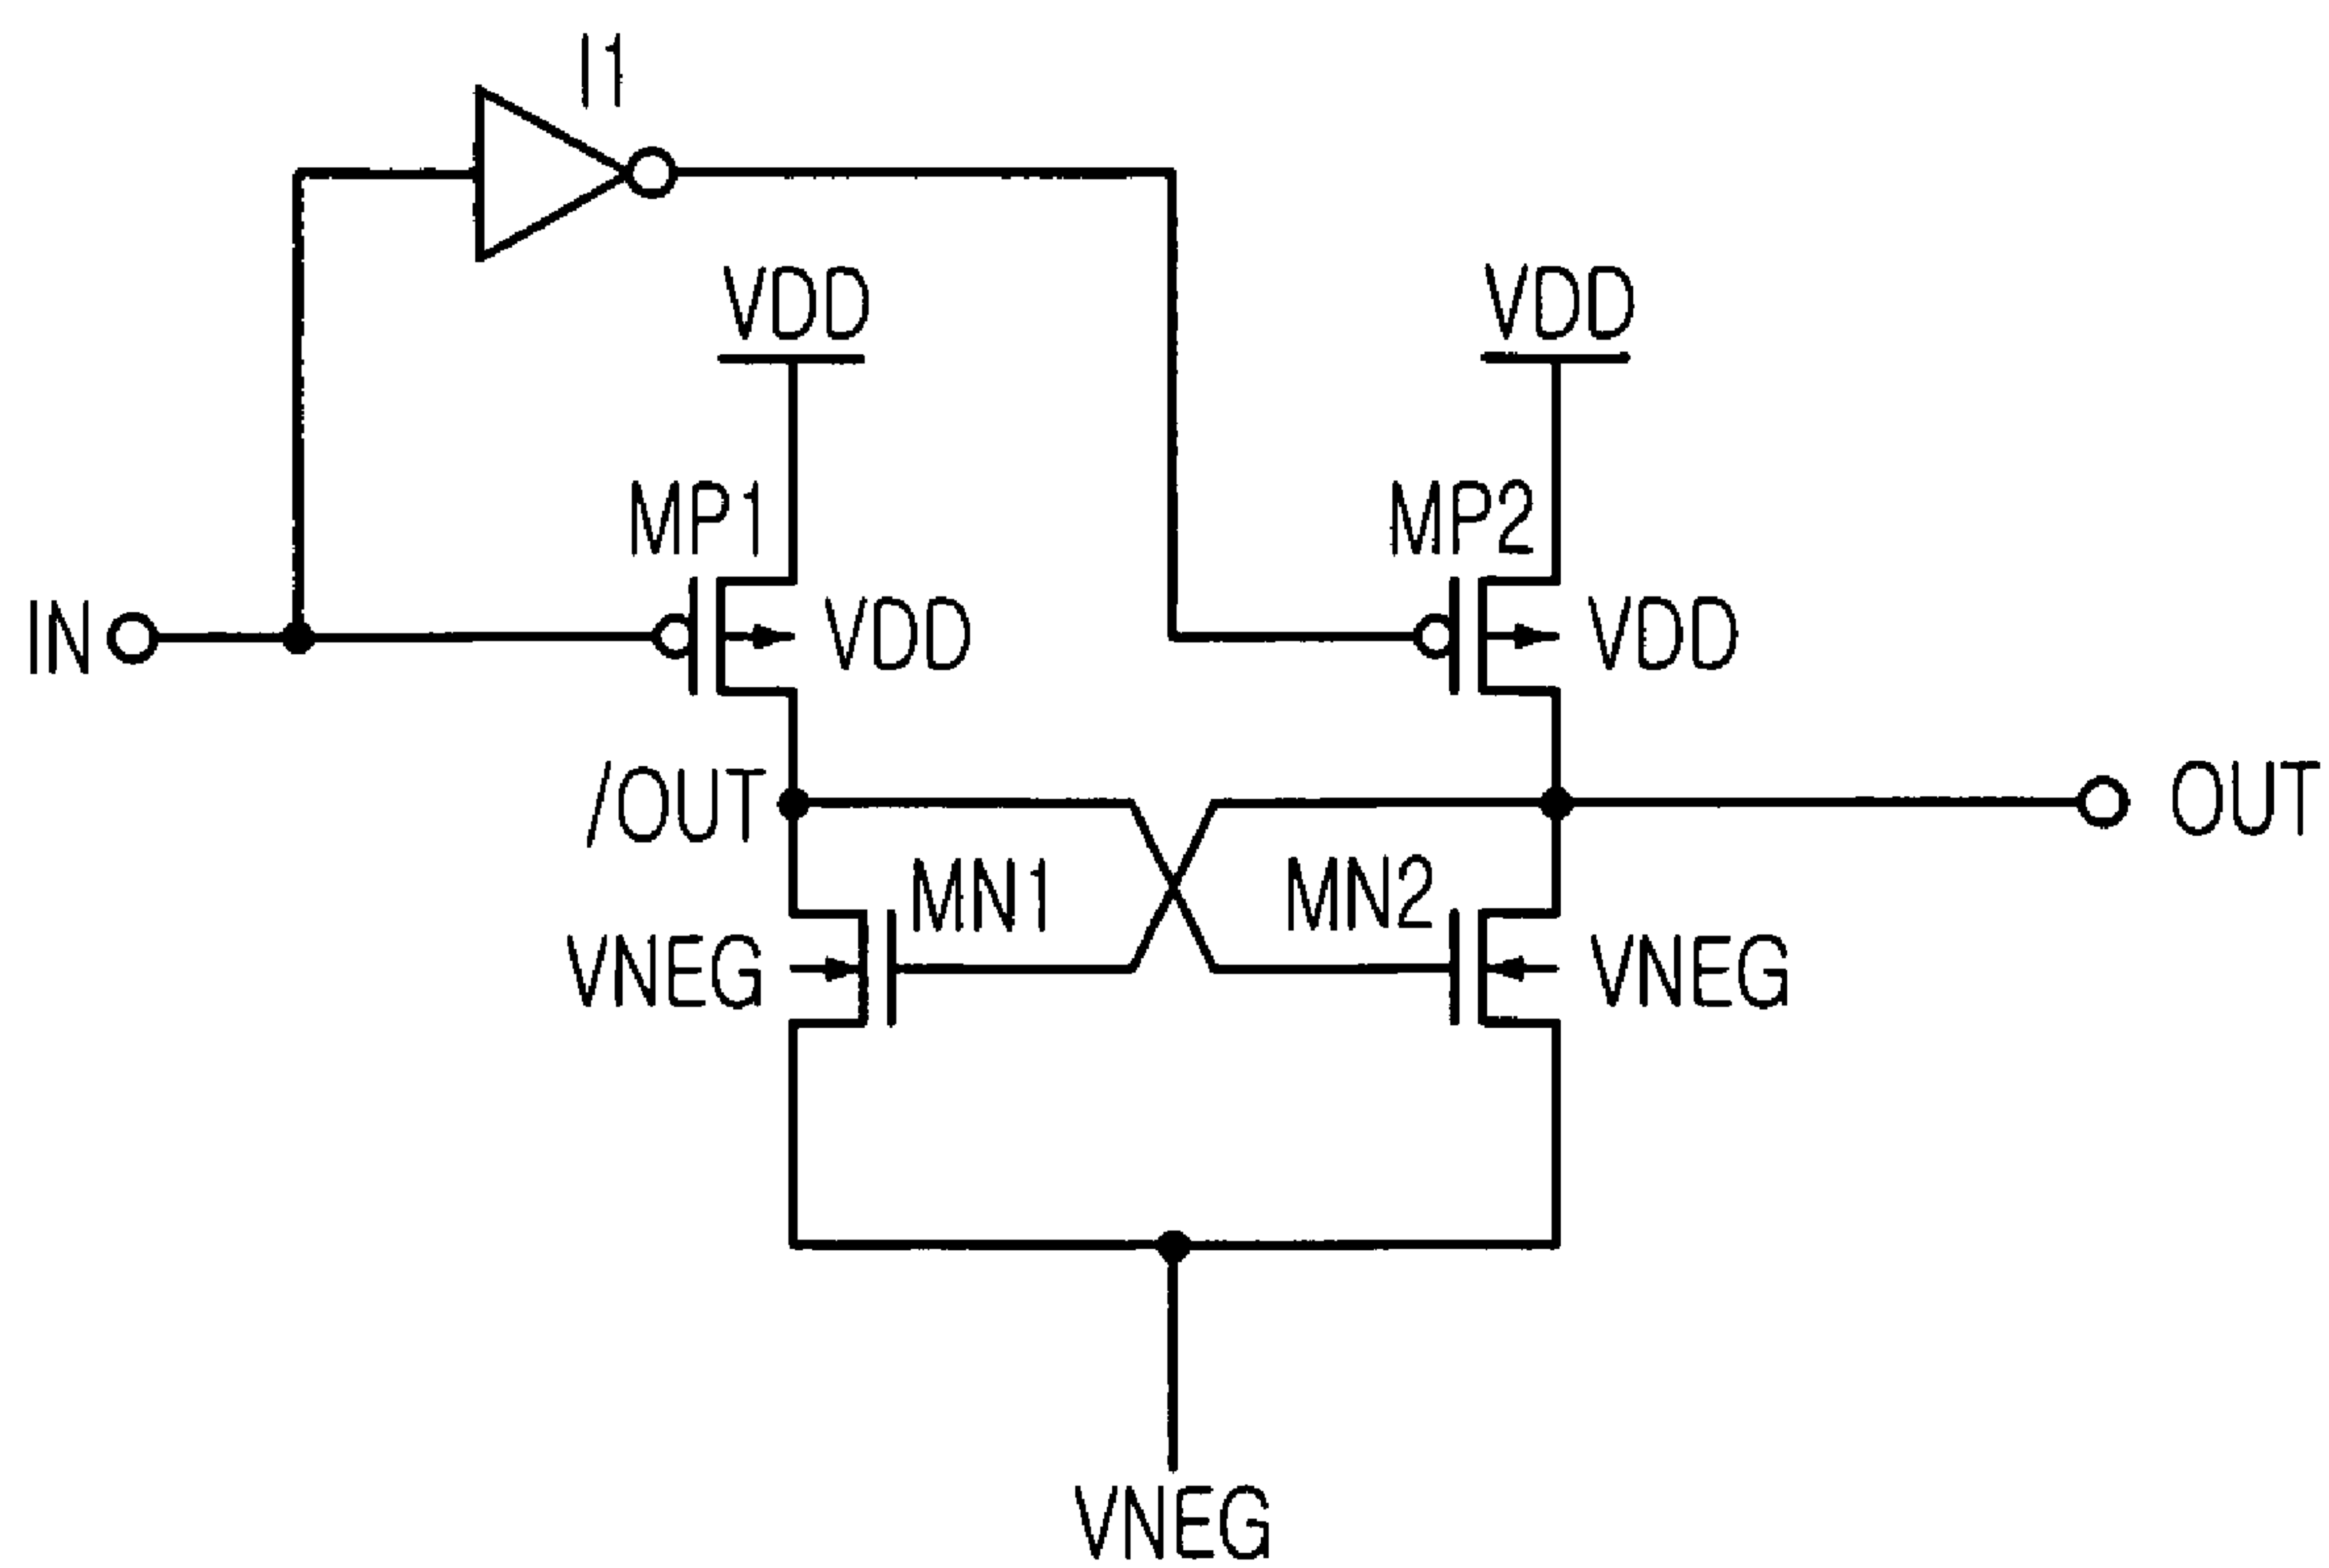 I1
VDD
VDD
MP1
MP2
IN
VDD
VDD
/OUT
OUT
MN1
MN2
VNEG
VNEG
VNEG